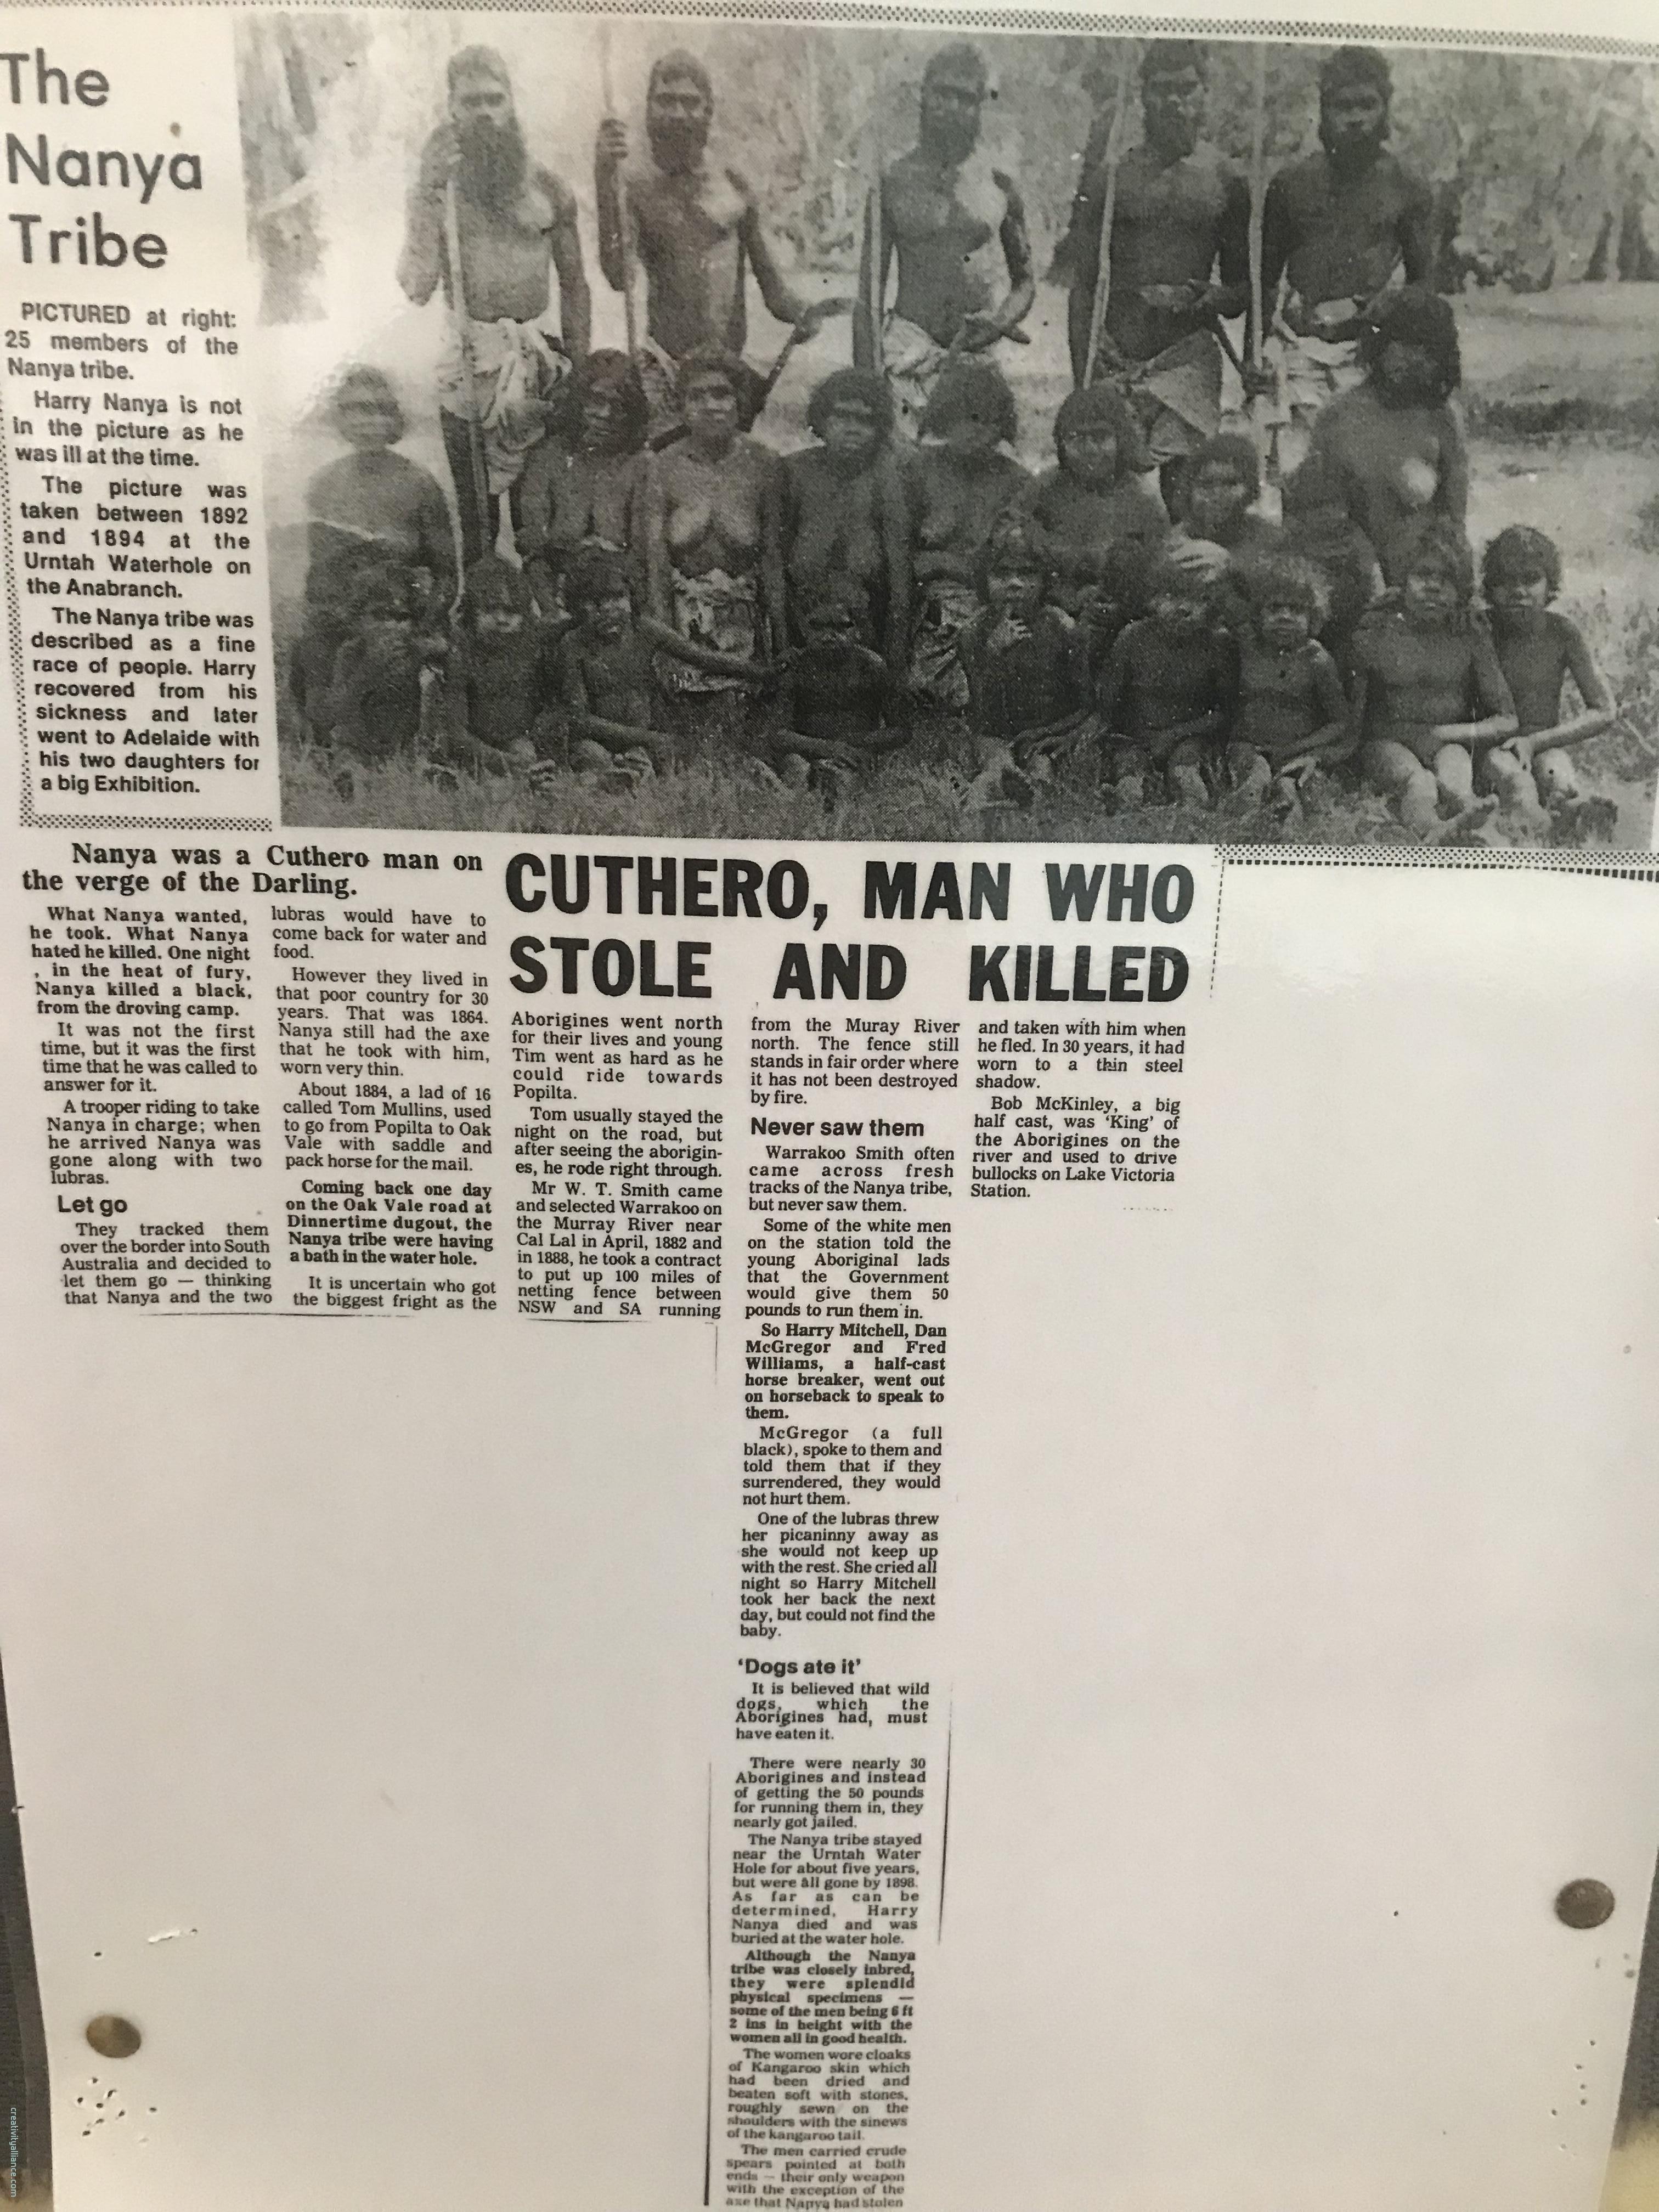 The
Nanya
Tribe
PICTURED at right:
25 members of the
Nanya tribe.
Harry Nanya is not
in the picture as he
was ill at the time.
The picture was
taken between 1892
and 1894 at the
Urntah Waterhole on
the Anabranch.
The Nanya tribe was
described as a fine
race of people. Harry
recovered from his
sickness and later
went to Adelaide with
his two daughters for
a big Exhibition.
Nanya was a Cuthero man on
the verge of the Darling.
CUTHERO, MAN WHO
STOLE AND KILLED
What Nanya wanted,
he took. What Nanya
hated he killed. One night
, in the heat of fury,
Nanya killed a black,
from the droving camp.
It was not the first
time, but it was the first
time that he was called to
answer for it.
A trooper riding to take
Nanya in charge; when
he arrived Nanya was
gone along with two
lubras.
Let go
They tracked them
over the border into South
Australia and decided to
let them go — thinking
that Nanya and the two
lubras would have to
come back for water and
food.
However they lived in
that poor country for 30
years. That was 1864.
Nanya still had the axe
that he took with him,
worn very thin.
About 1884, a lad of 16
called Tom Mullins, used
to go from Popilta to Oak
Vale with saddle and
pack horse for the mail.
Coming back one day
on the Oak Vale road at
Dinnertime dugout, the
Nanya tribe were having
a bath in the water hole.
It is uncertain who got
the biggest fright as the
Aborigines went north
for their lives and young
Tim went as hard as he
could ride towards
Popilta.
Tom usually stayed the
night on the road, but
after seeing the aborigin-
es, he rode right through.
Mr W. T. Smith came
and selected Warrakoo on
the Murray River near
Cal Lal in April, 1882 and
in 1888, he took a contract
to put up 100 miles of
netting fence between
NSW and SA running
from the Muray River
north. The fence still
stands in fair order where
it has not been destroyed
by fire.
Never saw them
Warrakoo Smith often
came across fresh
tracks of the Nanya tribe,
but never saw them.
Some of the white men
on the station told the
young Aboriginal lads
that the Government
would give them 50
pounds to run them in.
So Harry Mitchell, Dan
McGregor and Fred
Williams, a half-cast
horse breaker, went out
on horseback to speak to
them.
McGregor (a full
black), spoke to them and
told them that if they
surrendered, they would
not hurt them.
One of the lubras threw
her picaninny away as
she would not keep up
with the rest. She cried all
night so Harry Mitchell
took her back the next
day, but could not find the
baby.
'Dogs ate it'
It is believed that wild
dogs, which the
Aborigines had, must
have eaten it.
There were nearly 30
Aborigines and instead
of getting the 50 pounds
for running them in, they
nearly got jailed.
The Nanya tribe stayed
near the Urntah Water
Hole for about five years,
but were all gone by 1898.
As far as can be
determined, Harry
Nanya died and was
buried at the water hole.
Although the Nanya
tribe was closely inbred,
they were splendid
physical specimens —
some of the men being 6 ft
2 ins in height with the
women all in good health.
The women wore cloaks
of Kangaroo skin which
had been dried and
beaten soft with stones,
roughly sewn on the
shoulders with the sinews
of the kangaroo tail.
The men carried crude
spears pointed at both
ends — their only weapon
with the exception of the
axe that Nanya had stolen
and taken with him when
he fled. In 30 years, it had
worn to a thin steel
shadow.
Bob McKinley, a big
half cast, was 'King' of
the Aborigines on the
river and used to drive
bullocks on Lake Victoria
Station.
creativityalliance.com